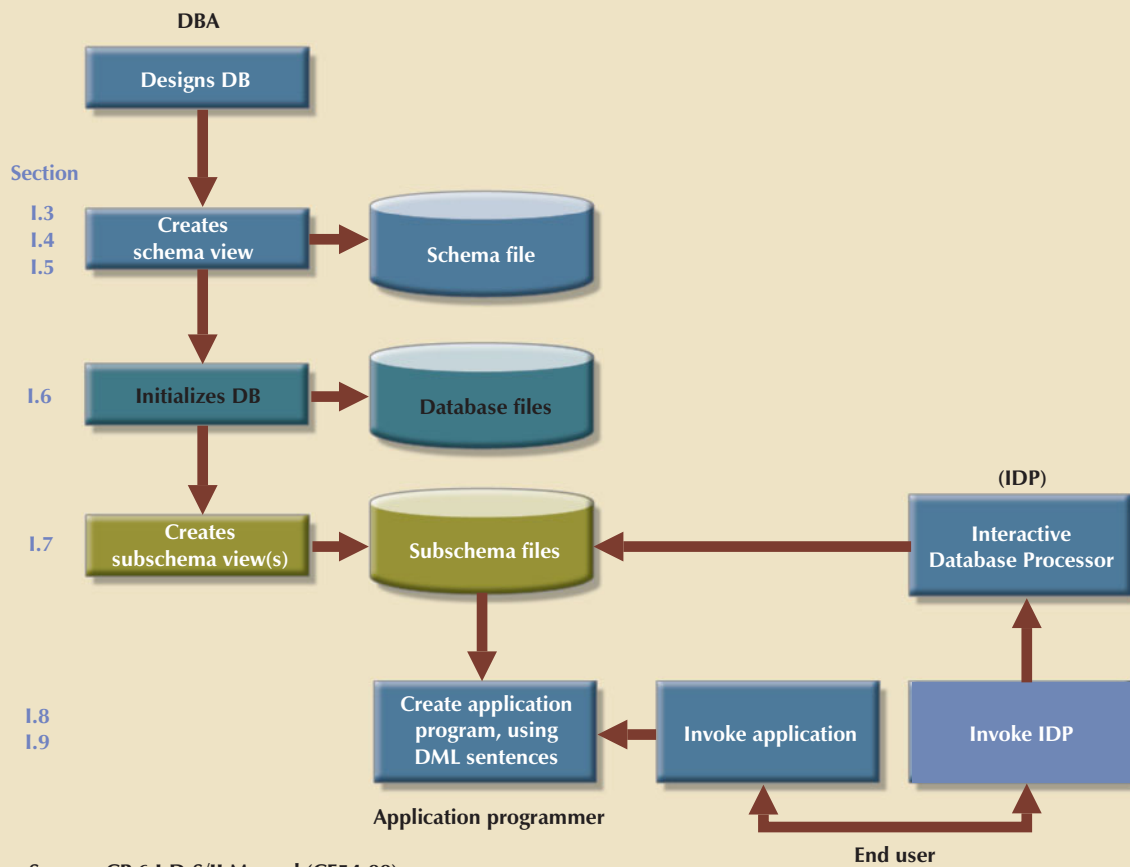 DBA
Designs DB
Section
I.3
I.4
I.5
Creates
schema view
Schema file
I.6
Initializes DB
Database files
I.7
Creates
subschema view(s)
Subschema files
(IDP)
Interactive
Database Processor
I.8
I.9
Create application
program, using
DML sentences
Invoke application
Invoke IDP
Application programmer
End user